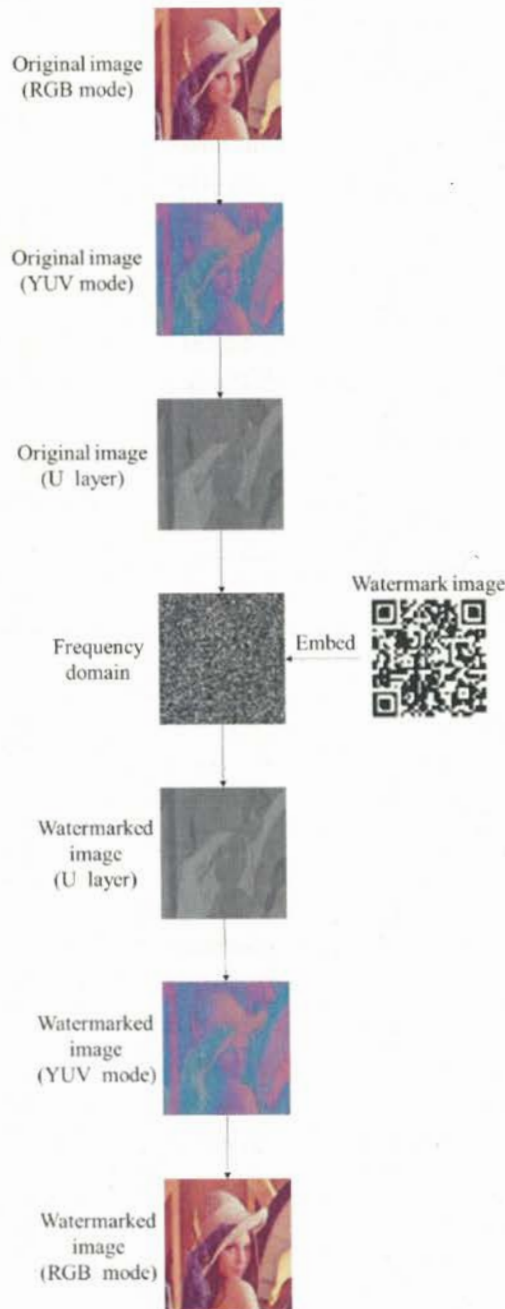 Original image
(RGB mode)
Original image
(YUV mode)
Original image
(U layer)
Watermark image
Frequency
domain
Embed
Watermarked
image
(U layer)
Watermarked
image
(YUV mode)
Watermarked
image
(RGB mode)